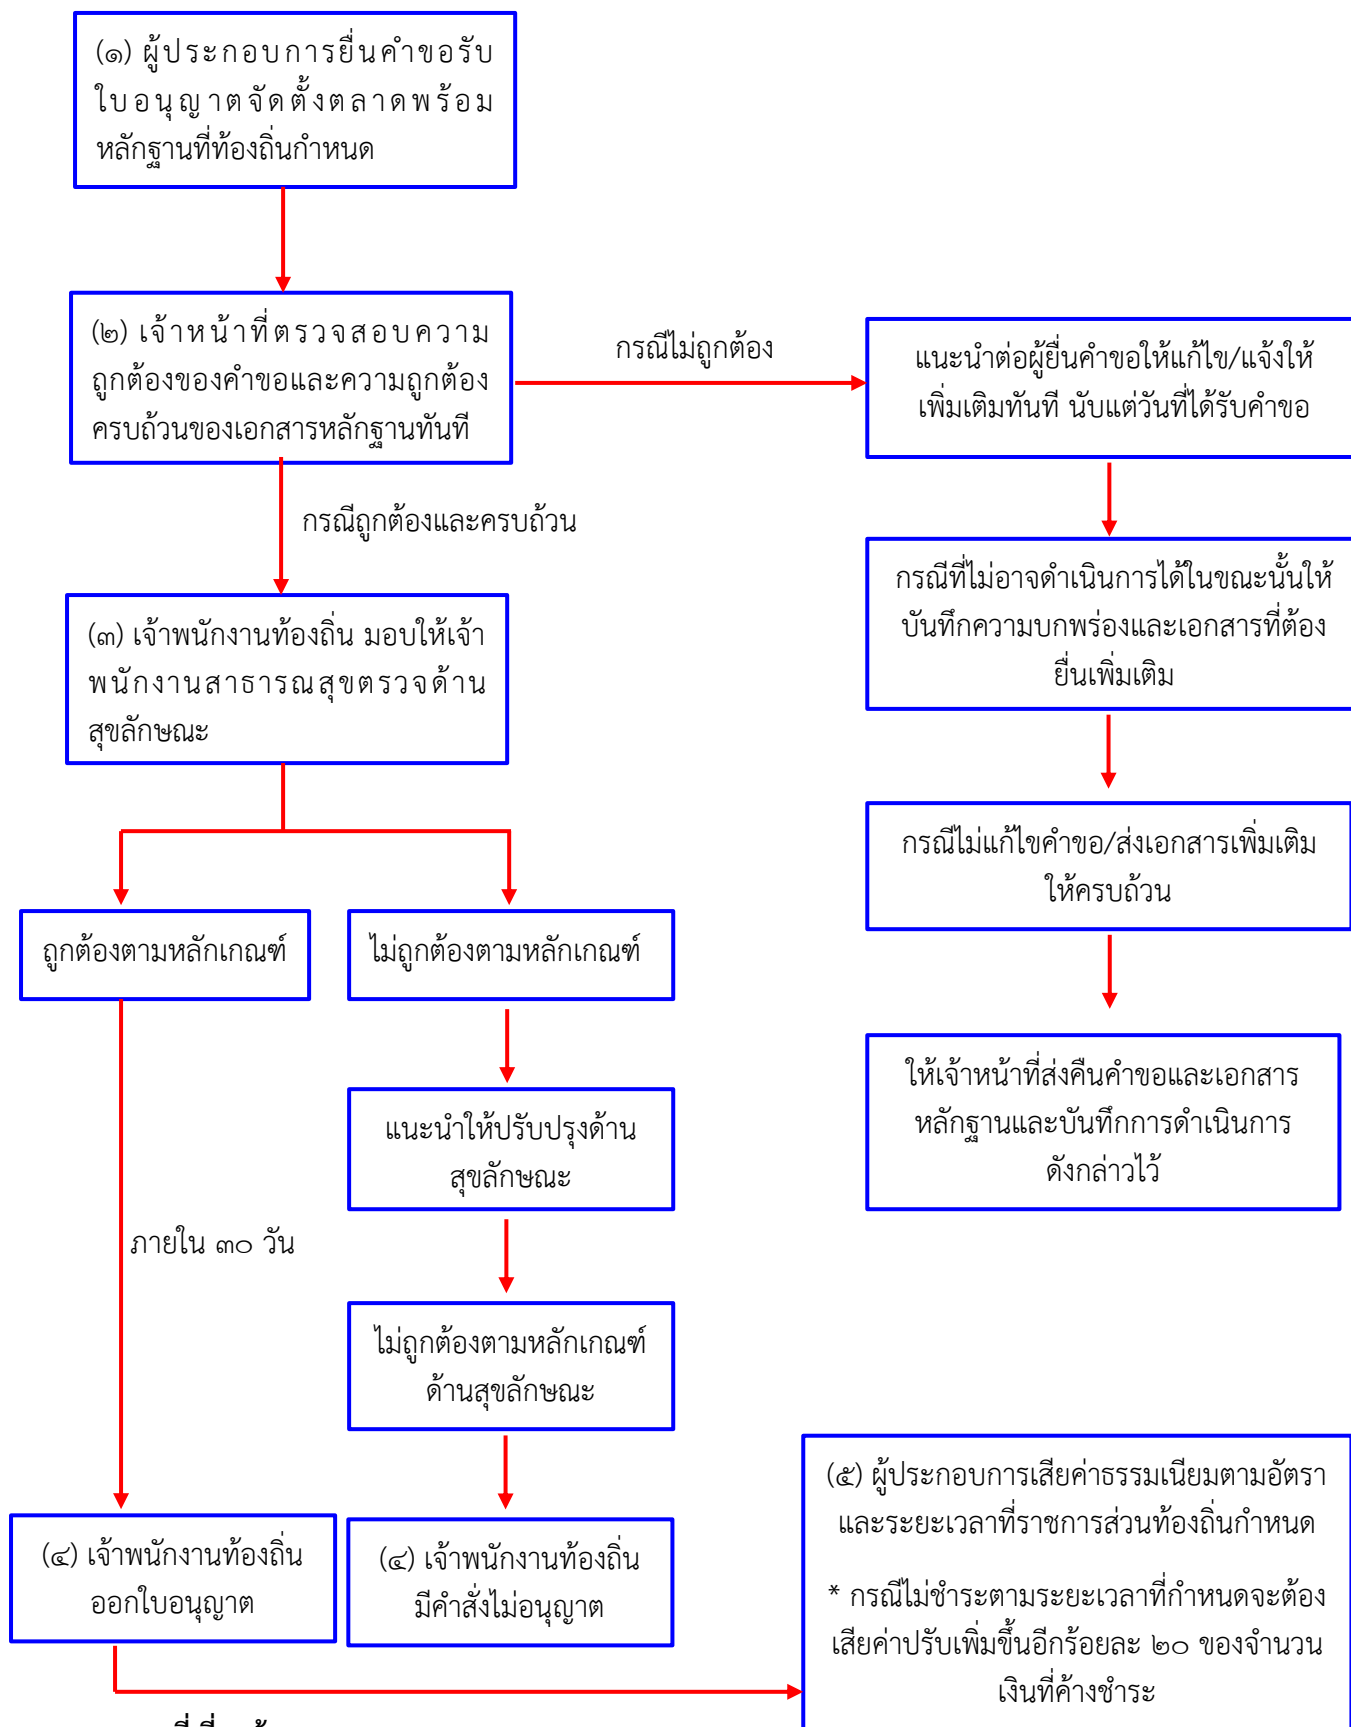 (๑) ผู้ประกอบการยื่นคำขอรับ
ใบอนุญาตจัดตั้งตลาดพร้อม
หลักฐานที่ท้องถิ่นกำหนด
(๒) เจ้าหน้าที่ตรวจสอบความ
ถูกต้องของคำขอและความถูกต้อง
ครบถ้วนของเอกสารหลักฐานทันที
กรณีไม่ถูกต้อง
แนะนำต่อผู้ยื่นคำขอให้แก้ไข/แจ้งให้
เพิ่มเติมทันที นับแต่วันที่ได้รับคำขอ
กรณีถูกต้องและครบถ้วน
กรณีที่ไม่อาจดำเนินการได้ในขณะนั้นให้
บันทึกความบกพร่องและเอกสารที่ต้อง
ยื่นเพิ่มเติม
(๓) เจ้าพนักงานท้องถิ่น มอบให้เจ้า
พนักงานสาธารณสุขตรวจด้าน
สุขลักษณะ
กรณีไม่แก้ไขคำขอ/ส่งเอกสารเพิ่มเติม
ให้ครบถ้วน
ถูกต้องตามหลักเกณฑ์
ไม่ถูกต้องตามหลักเกณฑ์
ให้เจ้าหน้าที่ส่งคืนคำขอและเอกสาร
หลักฐานและบันทึกการดำเนินการ
ดังกล่าวไว้
แนะนำให้ปรับปรุงด้าน
สุขลักษณะ
ภายใน ๓๐ วัน
ไม่ถูกต้องตามหลักเกณฑ์
ด้านสุขลักษณะ
(๔) เจ้าพนักงานท้องถิ่น
ออกใบอนุญาต
(๔) เจ้าพนักงานท้องถิ่น
มีคำสั่งไม่อนุญาต
(๕) ผู้ประกอบการเสียค่าธรรมเนียมตามอัตรา
และระยะเวลาที่ราชการส่วนท้องถิ่นกำหนด
* กรณีไม่ชำระตามระยะเวลาที่กำหนดจะต้อง
เสียค่าปรับเพิ่มขึ้นอีกร้อยละ ๒๐ ของจำนวน
เงินที่ค้างชำระ